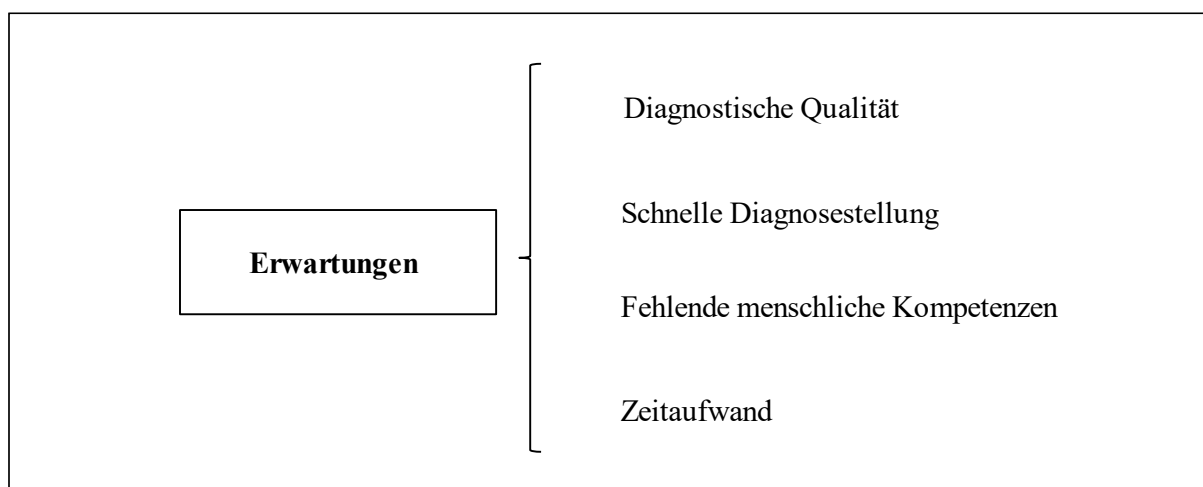 Diagnostische Qualität
Schnelle Diagnosestellung
Erwartungen
Fehlende menschliche Kompetenzen
Zeitaufwand